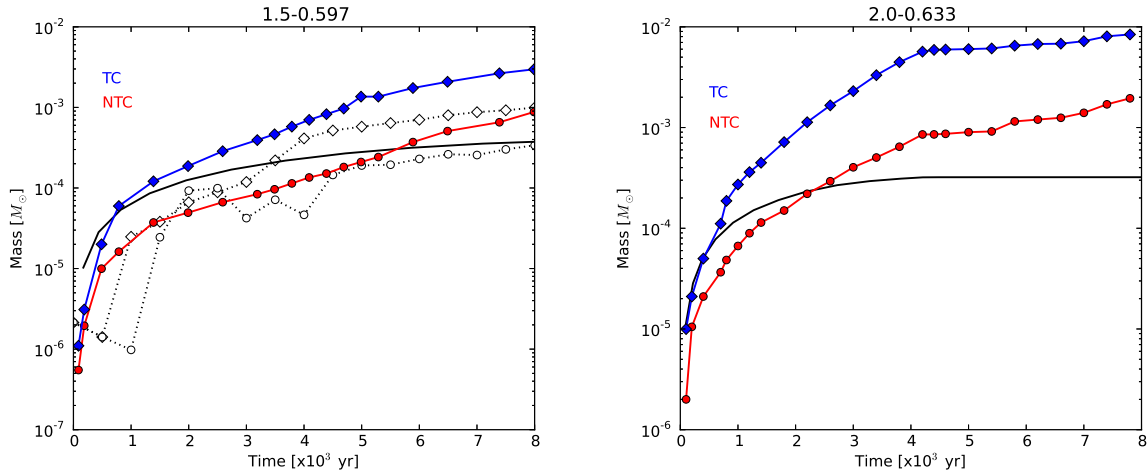 1.5-0.597
10⁻²
10⁻³
10⁻⁴
10⁻⁵
10⁻⁶
10⁻⁷
Mass [M☉]
TC
NTC
0 1 2 3 4 5 6 7 8
Time [x10³ yr]
2.0-0.633
10⁻²
10⁻³
10⁻⁴
10⁻⁵
10⁻⁶
Mass [M☉]
TC
NTC
0 1 2 3 4 5 6 7 8
Time [x10³ yr]